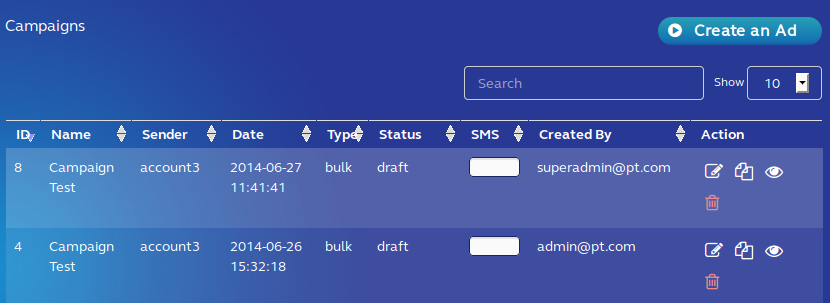 Campaigns
Create an Ad
Search Show 10
ID Name Sender Date Type Status SMS Created By Action
8 Campaign account3 2014-06-27 bulk draft superadmin@pt.com
Test 11:41:41
4 Campaign account3 2014-06-26 bulk draft admin@pt.com
Test 15:32:18